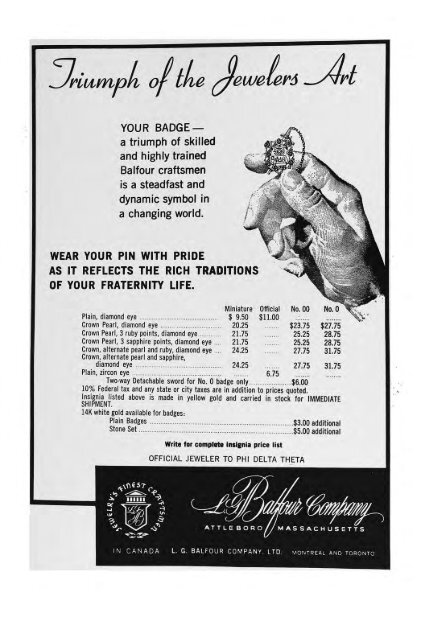 Triumph of the Jewelers Art
YOUR BADGE —
a triumph of skilled
and highly trained
Balfour craftsmen
is a steadfast and
dynamic symbol in
a changing world.
WEAR YOUR PIN WITH PRIDE
AS IT REFLECTS THE RICH TRADITIONS
OF YOUR FRATERNITY LIFE.
Miniature Official No. 00 No. 0
Plain, diamond eye $ 9.50 $11.00 ...... ......
Crown Pearl, diamond eye 20.25 ...... $23.75 $27.75
Crown Pearl, 3 ruby points, diamond eye 21.75 ...... 25.25 28.75
Crown Pearl, 3 sapphire points, diamond eye 21.75 ...... 25.25 28.75
Crown, alternate pearl and ruby, diamond eye 24.25 ...... 27.75 31.75
Crown, alternate pearl and sapphire,
diamond eye 24.25 ...... 27.75 31.75
Plain, zircon eye ...... 6.75 ...... ......
Two-way Detachable sword for No. 0 badge only $6.00
10% Federal tax and any state or city taxes are in addition to prices quoted.
Insignia listed above is made in yellow gold and carried in stock for IMMEDIATE
SHIPMENT.
14K white gold available for badges:
Plain Badges $3.00 additional
Stone Set $5.00 additional
Write for complete insignia price list
OFFICIAL JEWELER TO PHI DELTA THETA
JEWELRY'S FINEST CRAFTSMEN
L.G. Balfour Company
ATTLEBORO / MASSACHUSETTS
IN CANADA L. G. BALFOUR COMPANY, LTD. MONTREAL AND TORONTO